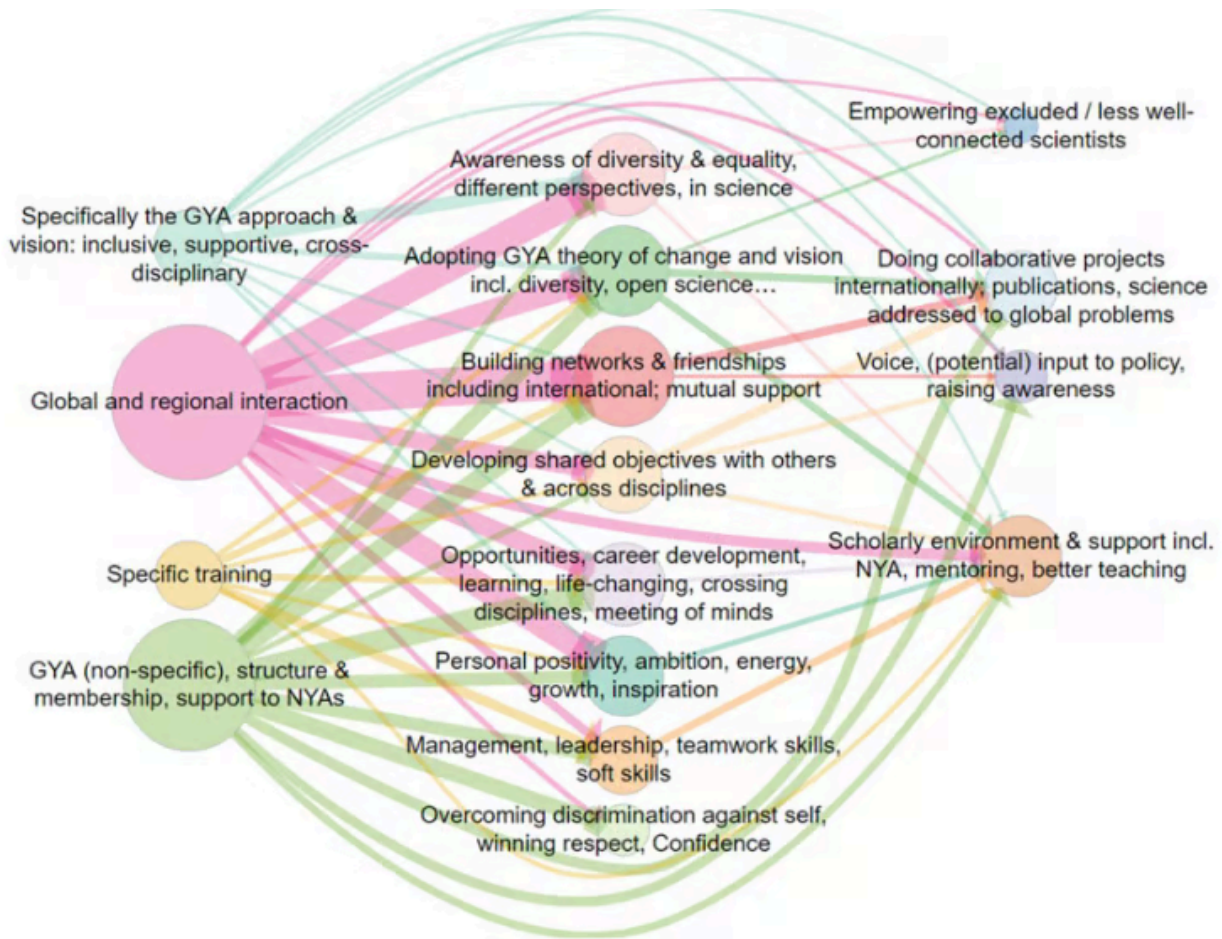 Specifically the GYA approach &
vision: inclusive, supportive, cross-
disciplinary
Global and regional interaction
Specific training
GYA (non-specific), structure &
membership, support to NYAs
Awareness of diversity & equality,
different perspectives, in science
Adopting GYA theory of change and vision
incl. diversity, open science...
Building networks & friendships
including international; mutual support
Developing shared objectives with others
& across disciplines
Opportunities, career development,
learning, life-changing, crossing
disciplines, meeting of minds
Personal positivity, ambition, energy,
growth, inspiration
Management, leadership, teamwork skills,
soft skills
Overcoming discrimination against self,
winning respect, Confidence
Empowering excluded / less well-
connected scientists
Doing collaborative projects
internationally; publications, science
addressed to global problems
Voice, (potential) input to policy,
raising awareness
Scholarly environment & support incl.
NYA, mentoring, better teaching